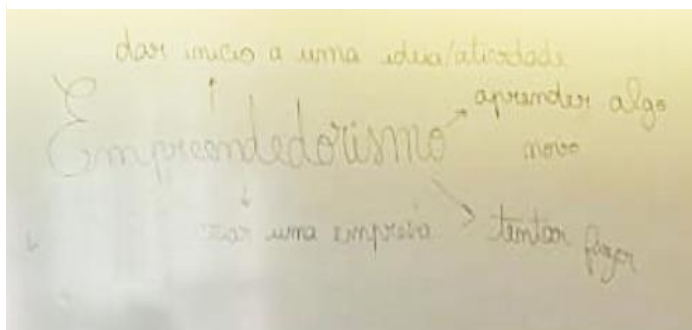 dar inicio a uma ideia/atividade
Empreendedorismo
aprender algo
novo
criar uma empresa
tentar fazer